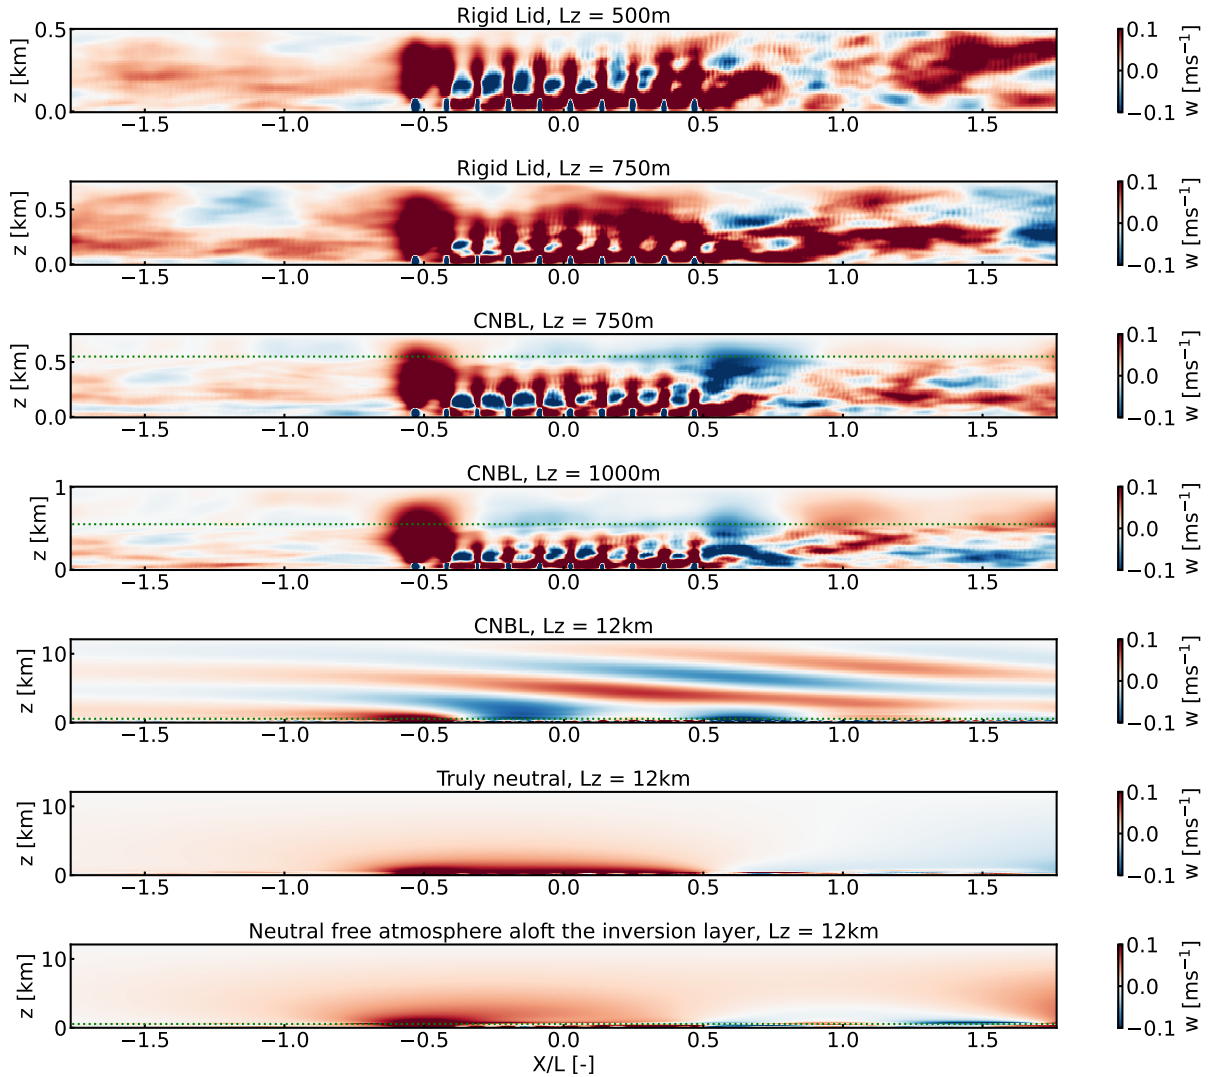 Rigid Lid, Lz = 500m
z [km]
0.5
0.0
−1.5 −1.0 −0.5 0.0 0.5 1.0 1.5
0.1
0.0
−0.1
w [ms−1]
Rigid Lid, Lz = 750m
z [km]
0.5
0.0
−1.5 −1.0 −0.5 0.0 0.5 1.0 1.5
0.1
0.0
−0.1
w [ms−1]
CNBL, Lz = 750m
z [km]
0.5
0.0
−1.5 −1.0 −0.5 0.0 0.5 1.0 1.5
0.1
0.0
−0.1
w [ms−1]
CNBL, Lz = 1000m
z [km]
1
0
−1.5 −1.0 −0.5 0.0 0.5 1.0 1.5
0.1
0.0
−0.1
w [ms−1]
CNBL, Lz = 12km
z [km]
10
0
−1.5 −1.0 −0.5 0.0 0.5 1.0 1.5
0.1
0.0
−0.1
w [ms−1]
Truly neutral, Lz = 12km
z [km]
10
0
−1.5 −1.0 −0.5 0.0 0.5 1.0 1.5
0.1
0.0
−0.1
w [ms−1]
Neutral free atmosphere aloft the inversion layer, Lz = 12km
z [km]
10
0
−1.5 −1.0 −0.5 0.0 0.5 1.0 1.5
X/L [-]
0.1
0.0
−0.1
w [ms−1]